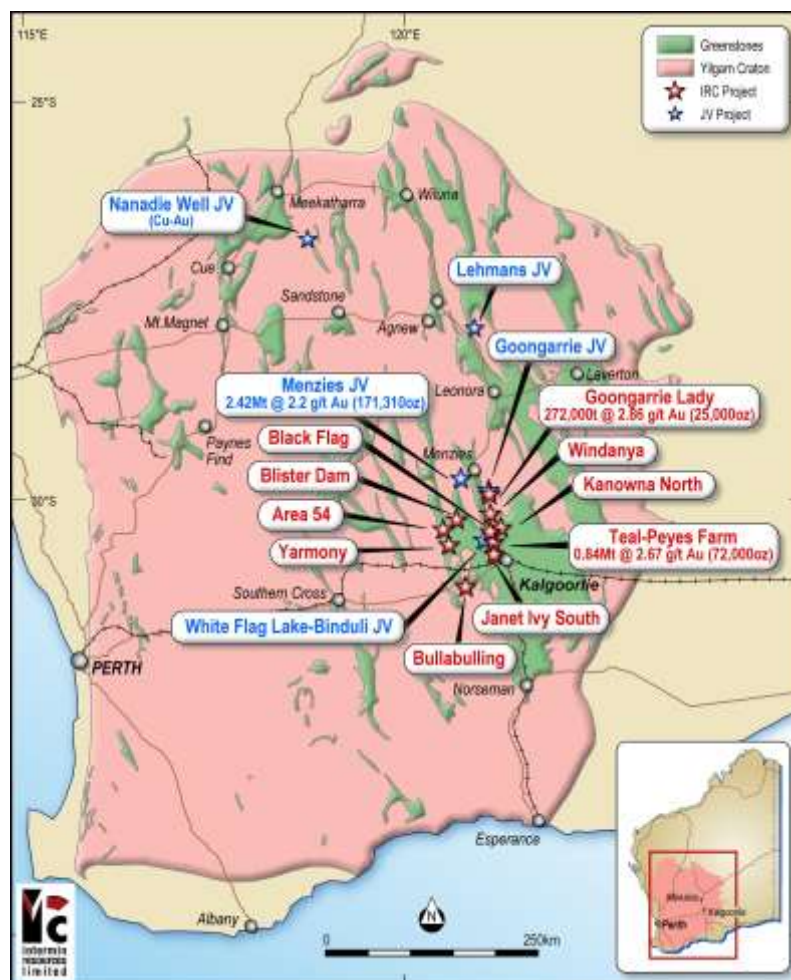 115°E
120°E
25°S
30°S
Greenstones
Yilgarn Craton
IRC Project
JV Project
Nanadie Well JV
(Cu-Au)
Meekatharra
Wiluna
Cue
Lehmans JV
Sandstone
Mt.Magnet
Agnew
Goongarrie JV
Laverton
Menzies JV
2.42Mt @ 2.2 g/t Au (171,310oz)
Leonora
Goongarrie Lady
272,000t @ 2.86 g/t Au (25,000oz)
Paynes
Find
Black Flag
Menzies
Windanya
Blister Dam
Kanowna North
Area 54
Teal-Peyes Farm
0.84Mt @ 2.67 g/t Au (72,000oz)
Yarmony
Kalgoorlie
Southern Cross
White Flag Lake-Binduli JV
Janet Ivy South
Bullabulling
PERTH
Norseman
Esperance
Albany
N
0
250km
Menzies
Kalgoorlie
Perth
intermin
resources
limited